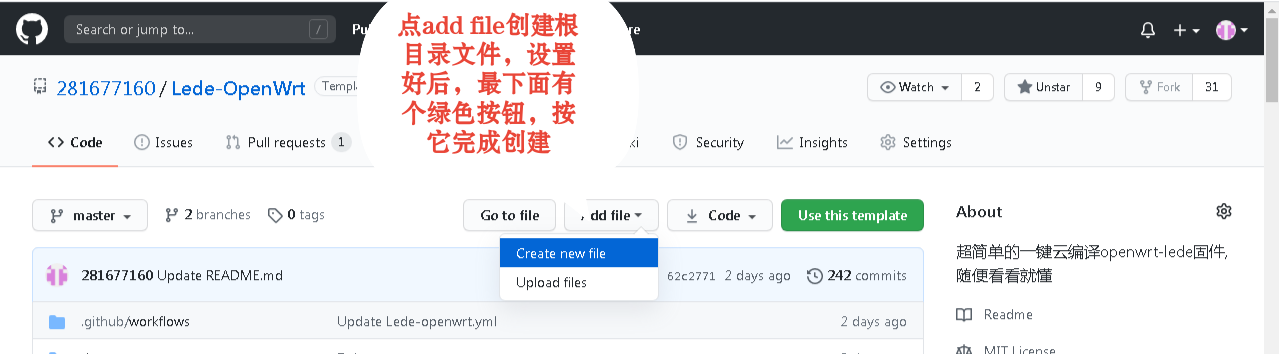 Search or jump to... /
点add file创建根
目录文件，设置
好后，最下面有
个绿色按钮，按
它完成创建
281677160 / Lede-OpenWrt
Watch 2 Unstar 9 Fork 31
Code Issues Pull requests 1 Security Insights Settings
master 2 branches 0 tags Go to file Add file Code Use this template
Create new file
Upload files
281677160 Update README.md 62c2771 2 days ago 242 commits
.github/workflows Update Lede-openwrt.yml 2 days ago
About
超简单的一键云编译openwrt-lede固件,
随便看看就懂
Readme
MIT License